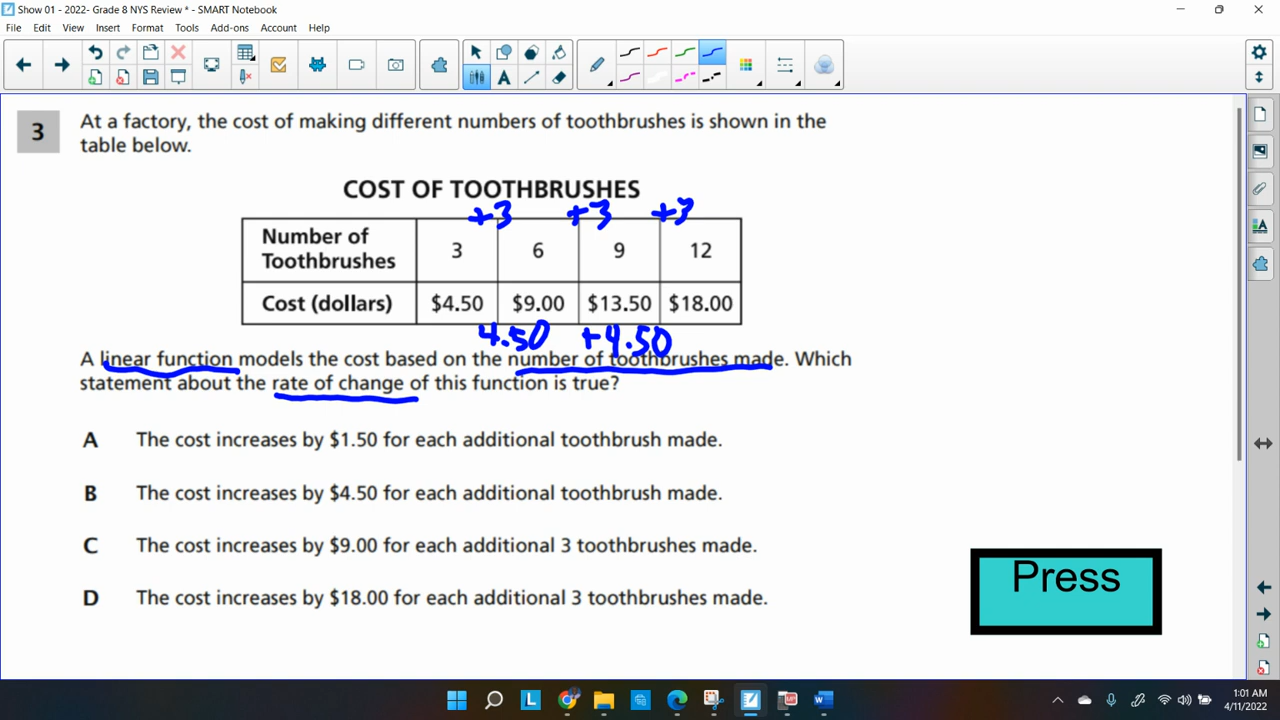 Show 01 - 2022- Grade 8 NYS Review * - SMART Notebook
File Edit View Insert Format Tools Add-ons Account Help
3
At a factory, the cost of making different numbers of toothbrushes is shown in the
table below.
COST OF TOOTHBRUSHES
+3 +3 +3
Number of Toothbrushes 3 6 9 12
Cost (dollars) $4.50 $9.00 $13.50 $18.00
4.50 +4.50
A linear function models the cost based on the number of toothbrushes made. Which
statement about the rate of change of this function is true?
A The cost increases by $1.50 for each additional toothbrush made.
B The cost increases by $4.50 for each additional toothbrush made.
C The cost increases by $9.00 for each additional 3 toothbrushes made.
D The cost increases by $18.00 for each additional 3 toothbrushes made.
Press
1:01 AM
4/11/2022